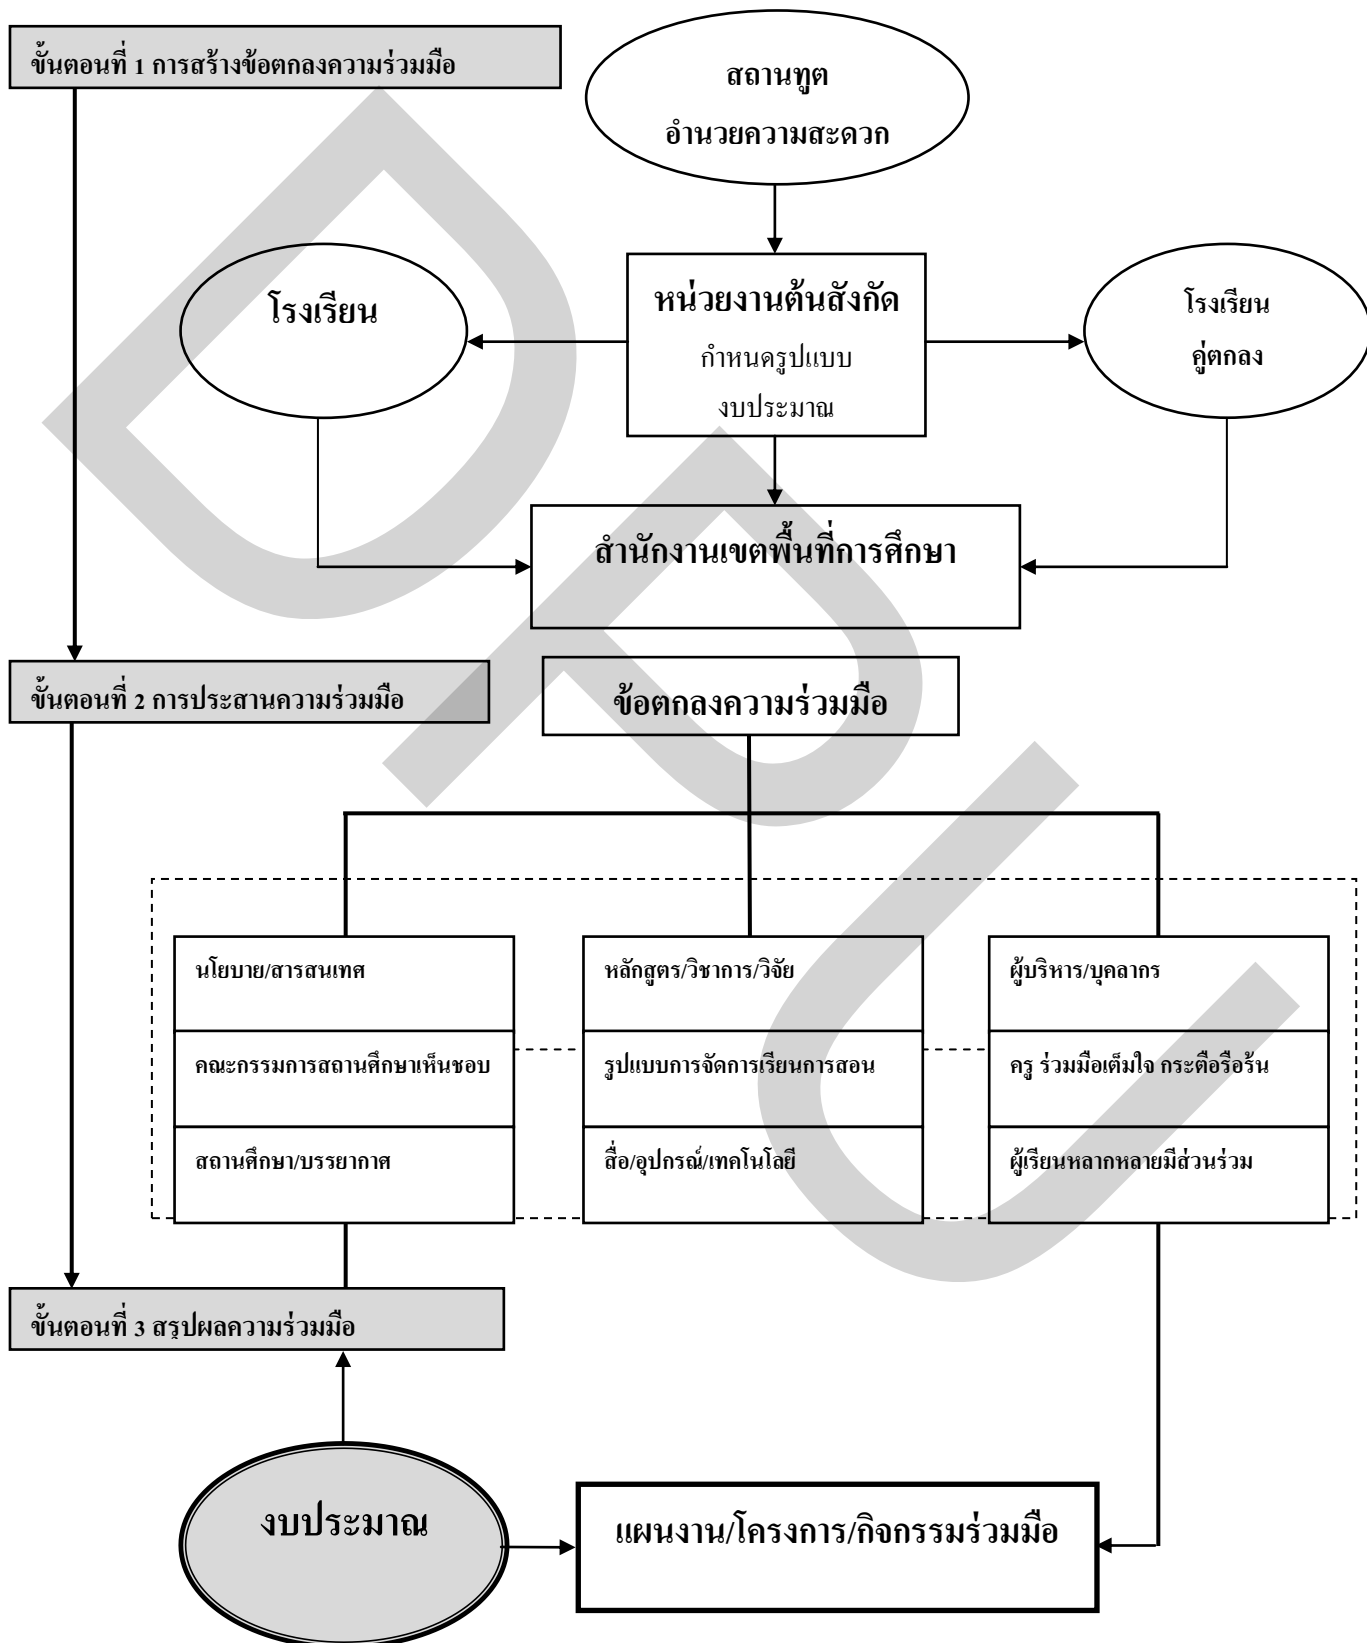 ขั้นตอนที่ 1 การสร้างข้อตกลงความร่วมมือ
สถานทูต
อำนวยความสะดวก
โรงเรียน
หน่วยงานต้นสังกัด
กำหนดรูปแบบ
งบประมาณ
โรงเรียน
คู่ตกลง
สำนักงานเขตพื้นที่การศึกษา
ขั้นตอนที่ 2 การประสานความร่วมมือ
ข้อตกลงความร่วมมือ
นโยบาย/สารสนเทศ
คณะกรรมการสถานศึกษาเห็นชอบ
สถานศึกษา/บรรยากาศ
หลักสูตร/วิชาการ/วิจัย
รูปแบบการจัดการเรียนการสอน
สื่อ/อุปกรณ์/เทคโนโลยี
ผู้บริหาร/บุคลากร
ครู ร่วมมือเต็มใจ กระตือรือร้น
ผู้เรียนหลากหลายมีส่วนร่วม
ขั้นตอนที่ 3 สรุปผลความร่วมมือ
งบประมาณ
แผนงาน/โครงการ/กิจกรรมร่วมมือ
DPU